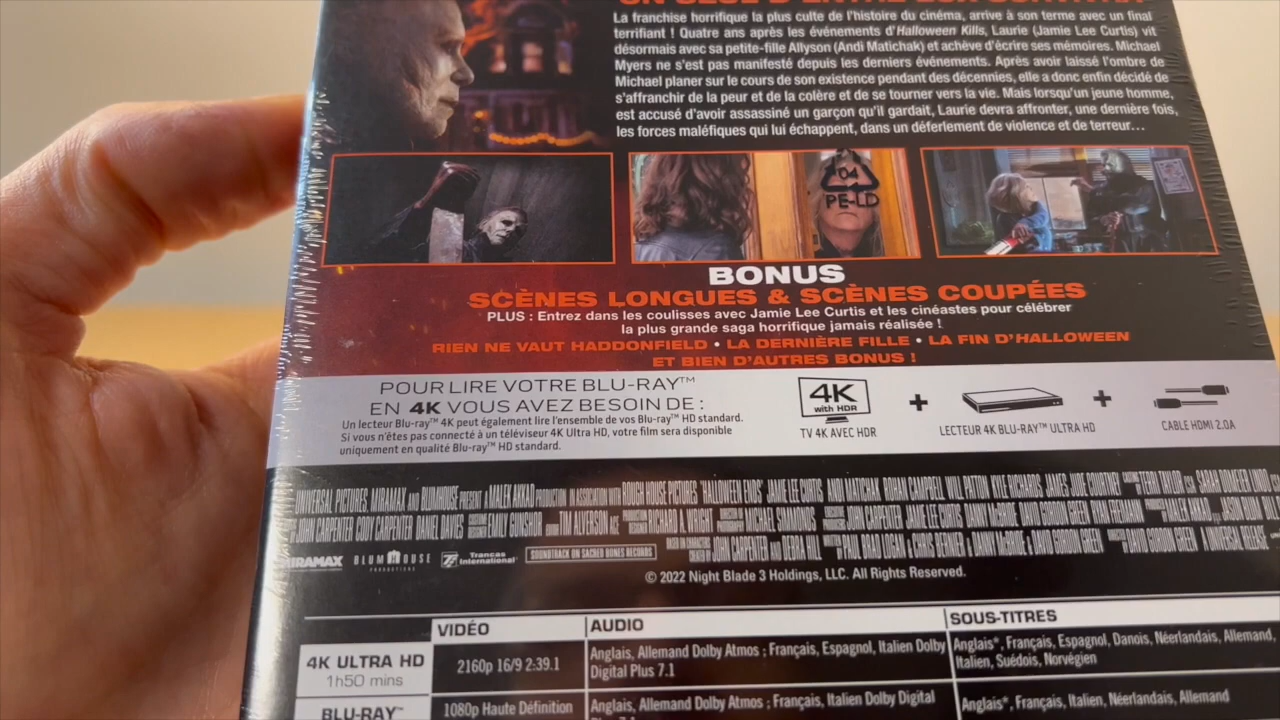 La franchise horrifique la plus culte de l'histoire du cinéma, arrive à son terme avec un final
terrifiant ! Quatre ans après les événements d'Halloween Kills, Laurie (Jamie Lee Curtis) vit
désormais avec sa petite-fille Allyson (Andi Matichak) et achève d'écrire ses mémoires. Michael
Myers ne s'est pas manifesté depuis les derniers événements. Après avoir laissé l'ombre de
Michael planer sur le cours de son existence pendant des décennies, elle a donc enfin décidé de
s'affranchir de la peur et de la colère et de se tourner vers la vie. Mais lorsqu'un jeune homme,
est accusé d'avoir assassiné un garçon qu'il gardait, Laurie devra affronter, une dernière fois,
les forces maléfiques qui lui échappent, dans un déferlement de violence et de terreur...
04
PE-LD
BONUS
SCÈNES LONGUES & SCÈNES COUPÉES
PLUS : Entrez dans les coulisses avec Jamie Lee Curtis et les cinéastes pour célébrer
la plus grande saga horrifique jamais réalisée !
RIEN NE VAUT HADDONFIELD • LA DERNIÈRE FILLE • LA FIN D'HALLOWEEN
ET BIEN D'AUTRES BONUS !
POUR LIRE VOTRE BLU-RAY™
EN 4K VOUS AVEZ BESOIN DE :
Un lecteur Blu-ray™ 4K peut également lire l'ensemble de vos Blu-ray™ HD standard.
Si vous n'êtes pas connecté à un téléviseur 4K Ultra HD, votre film sera disponible
uniquement en qualité Blu-ray™ HD standard.
4K
with HDR
TV 4K AVEC HDR
+
LECTEUR 4K BLU-RAY™ ULTRA HD
+
CABLE HDMI 2.0A
UNIVERSAL PICTURES, MIRAMAX, AND BLUMHOUSE PRESENT A MALEK AKKAD PRODUCTION IN ASSOCIATION WITH ROUGH HOUSE PICTURES "HALLOWEEN ENDS" JAMIE LEE CURTIS ANDI MATICHAK ROHAN CAMPBELL WILL PATTON KYLE RICHARDS JAMES JUDE COURTNEY TERRI TAYLOR CSA SARAH DOMEIER LINDO
JOHN CARPENTER CODY CARPENTER DANIEL DAVIES EMILY GUNSHOR TIM ALVERSON ACE RICHARD A. WRIGHT MICHAEL SIMMONDS JOHN CARPENTER JAMIE LEE CURTIS DANNY McBRIDE DAVID GORDON GREEN MALEK AKKAD
JOHN CARPENTER AND DEBRA HILL PAUL BRAD LOGAN & CHRIS BERNIER & DANNY McBRIDE & DAVID GORDON GREEN DAVID GORDON GREEN A UNIVERSAL RELEASE
MIRAMAX BLUMHOUSE PRODUCTIONS Trancas International SOUNDTRACK ON SACRED BONES RECORDS
© 2022 Night Blade 3 Holdings, LLC. All Rights Reserved.
VIDÉO AUDIO SOUS-TITRES
4K ULTRA HD
1h50 mins
2160p 16/9 2:39.1
Anglais, Allemand Dolby Atmos ; Français, Espagnol, Italien Dolby
Digital Plus 7.1
Anglais*, Français, Espagnol, Danois, Néerlandais, Allemand,
Italien, Suédois, Norvégien
BLU-RAY™
1080p Haute Définition
Anglais, Allemand Dolby Atmos ; Français, Italien Dolby Digital
Anglais*, Français, Italien, Néerlandais, Allemand